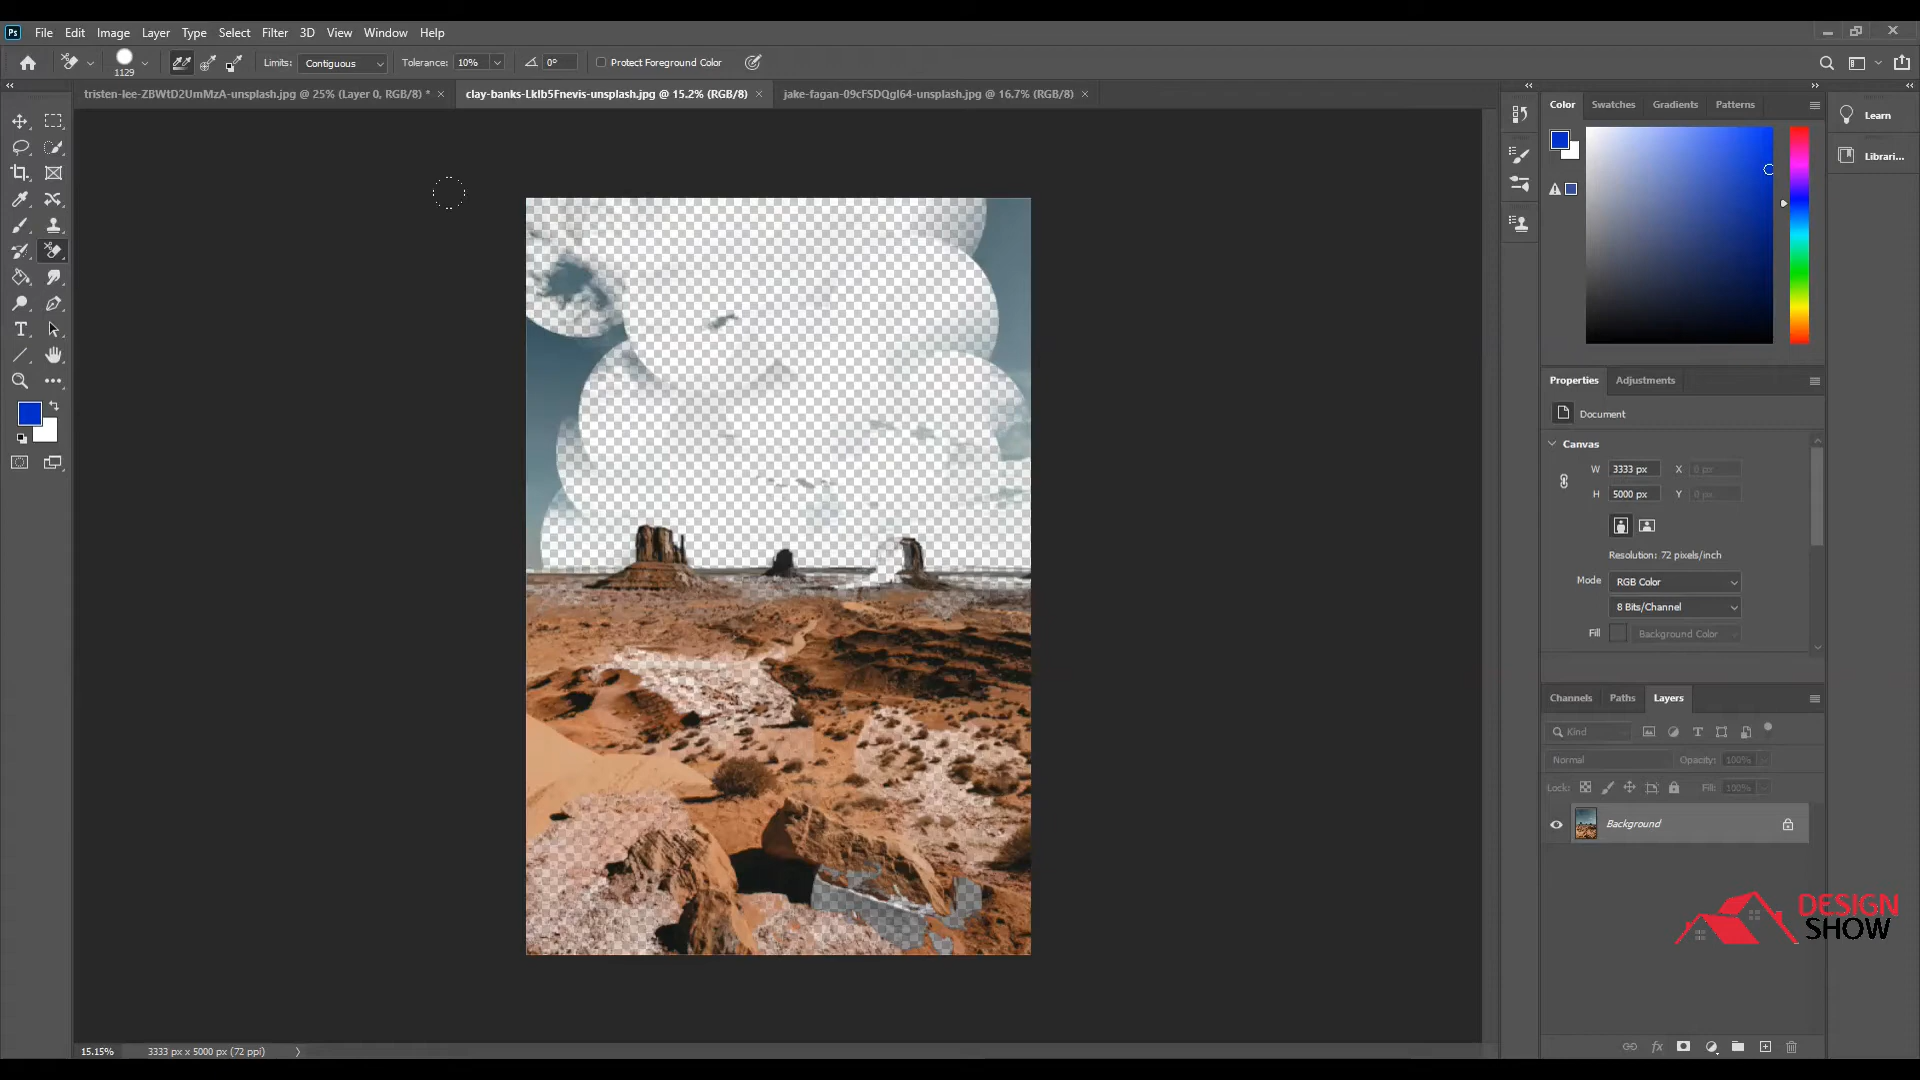 Ps File Edit Image Layer Type Select Filter 3D View Window Help
1129 Limits: Contiguous Tolerance: 10% 0° Protect Foreground Color
tristen-lee-ZBWtD2UmMzA-unsplash.jpg @ 25% (Layer 0, RGB/8) * × clay-banks-LkIb5Fnevis-unsplash.jpg @ 15.2% (RGB/8) × jake-fagan-09cFSDQgI64-unsplash.jpg @ 16.7% (RGB/8) ×
Color Swatches Gradients Patterns
Learn
Librari...
Properties Adjustments
Document
Canvas
W 3333 px X 0 px
H 5000 px Y 0 px
Resolution: 72 pixels/inch
Mode RGB Color
8 Bits/Channel
Fill Background Color
Channels Paths Layers
Kind
Normal Opacity: 100%
Lock: Fill: 100%
Background
DESIGN
SHOW
fx
15.15% 3333 px x 5000 px (72 ppi)